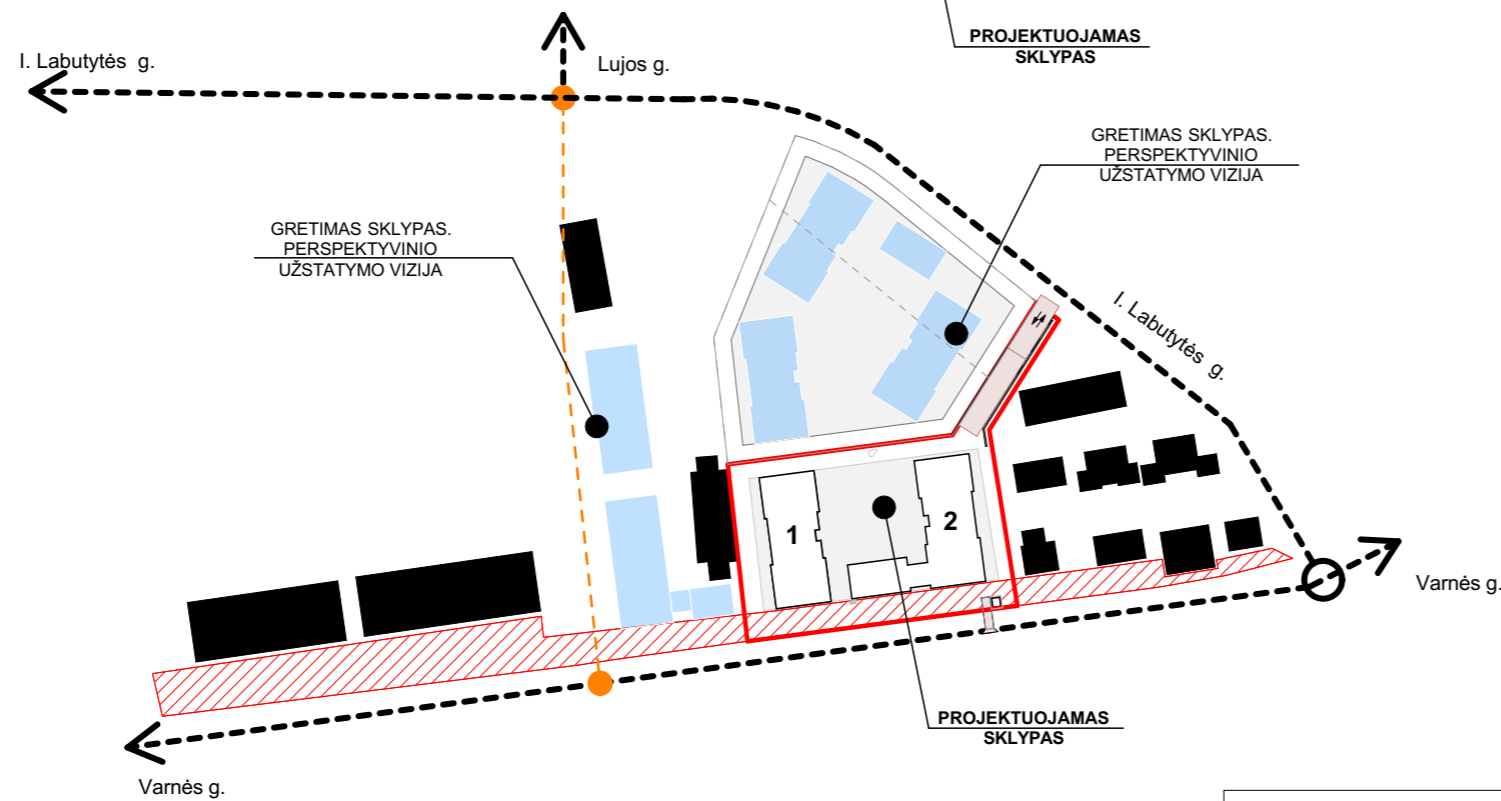 PROJEKTUOJAMAS
SKLYPAS
I. Labutytės g.
Lujos g.
GRETIMAS SKLYPAS.
PERSPEKTYVINIO
UŽSTATYMO VIZIJA
GRETIMAS SKLYPAS.
PERSPEKTYVINIO
UŽSTATYMO VIZIJA
I. Labutytės g.
1
2
Varnės g.
PROJEKTUOJAMAS
SKLYPAS
Varnės g.